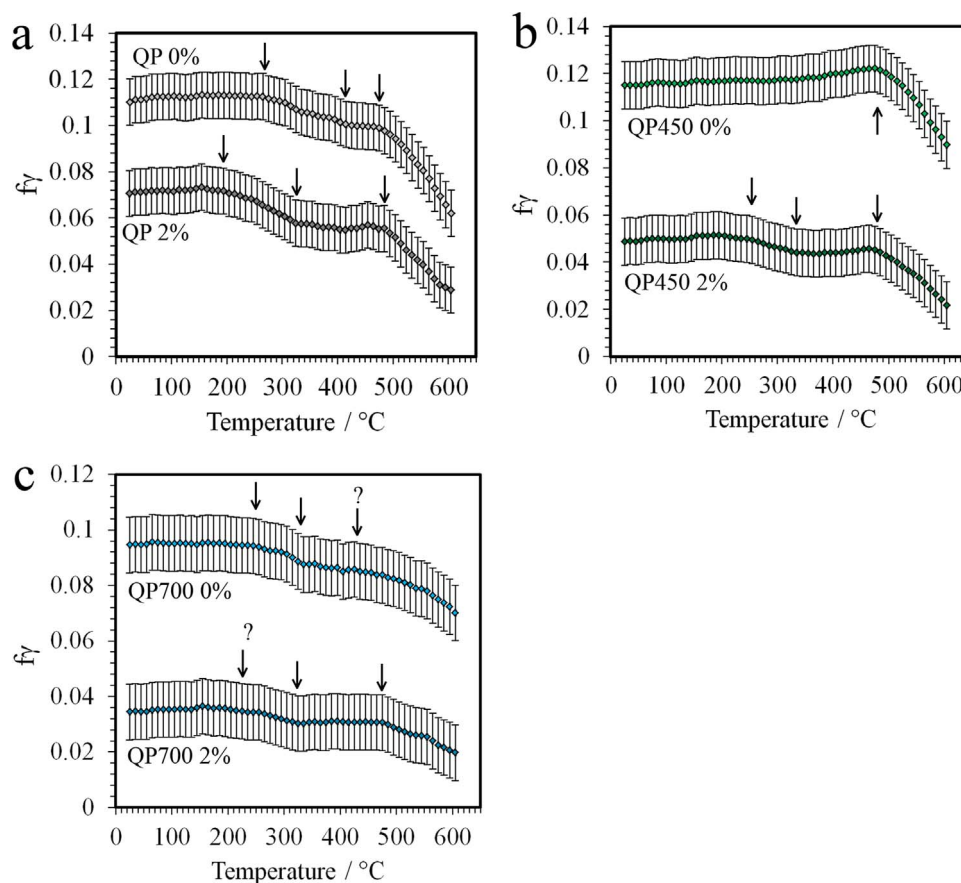 a
0.14
QP 0%
0.12
0.1
0.08
fγ
0.06
QP 2%
0.04
0.02
0
0 100 200 300 400 500 600
Temperature / °C
b
0.14
0.12
0.1
QP450 0%
0.08
fγ
0.06
0.04
QP450 2%
0.02
0
0 100 200 300 400 500 600
Temperature / °C
c
0.12
?
0.1
0.08
QP700 0%
fγ
0.06
?
0.04
0.02
QP700 2%
0
0 100 200 300 400 500 600
Temperature / °C